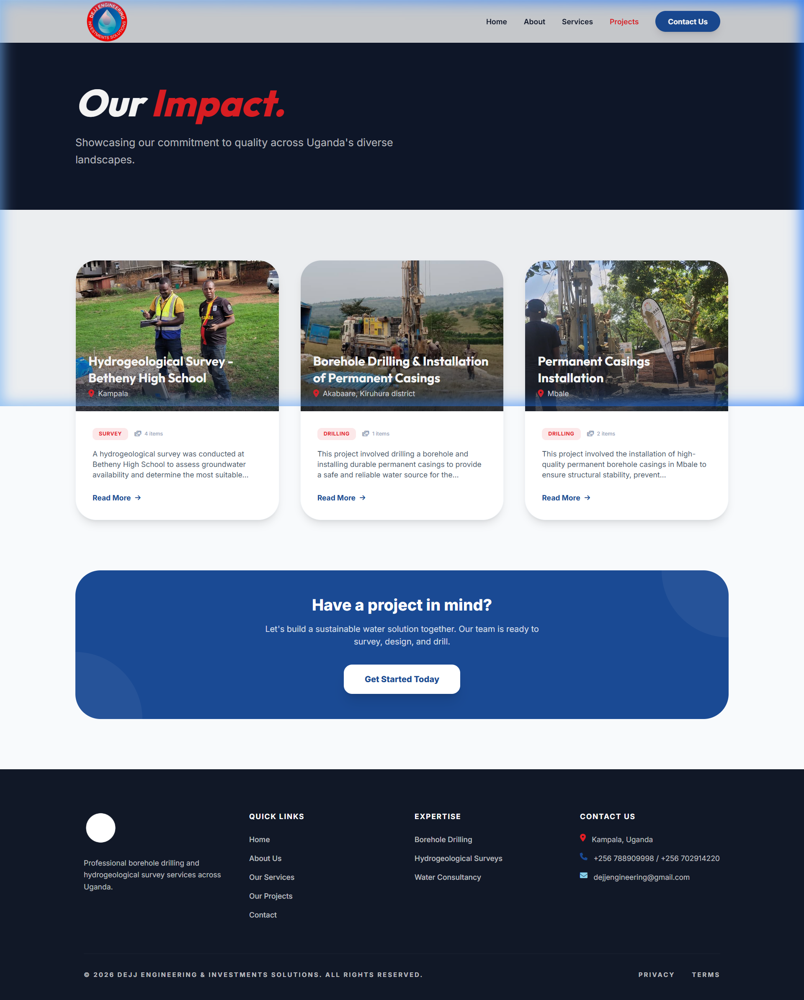 DEJJ ENGINEERING
INVESTMENTS SOLUTIONS
Home
About
Services
Projects
Contact Us
Our Impact.
Showcasing our commitment to quality across Uganda's diverse
landscapes.
Hydrogeological Survey -
Betheny High School
Kampala
SURVEY
4 items
A hydrogeological survey was conducted at
Betheny High School to assess groundwater
availability and determine the most suitable...
Read More
Borehole Drilling & Installation
of Permanent Casings
Akabaare, Kiruhura district
DRILLING
1 items
This project involved drilling a borehole and
installing durable permanent casings to provide
a safe and reliable water source for the...
Read More
Permanent Casings
Installation
Mbale
DRILLING
2 items
This project involved the installation of high-
quality permanent borehole casings in Mbale to
ensure structural stability, prevent...
Read More
Have a project in mind?
Let's build a sustainable water solution together. Our team is ready to
survey, design, and drill.
Get Started Today
Professional borehole drilling and
hydrogeological survey services across
Uganda.
QUICK LINKS
Home
About Us
Our Services
Our Projects
Contact
EXPERTISE
Borehole Drilling
Hydrogeological Surveys
Water Consultancy
CONTACT US
Kampala, Uganda
+256 788909998 / +256 702914220
dejjengineering@gmail.com
© 2026 DEJJ ENGINEERING & INVESTMENTS SOLUTIONS. ALL RIGHTS RESERVED.
PRIVACY
TERMS